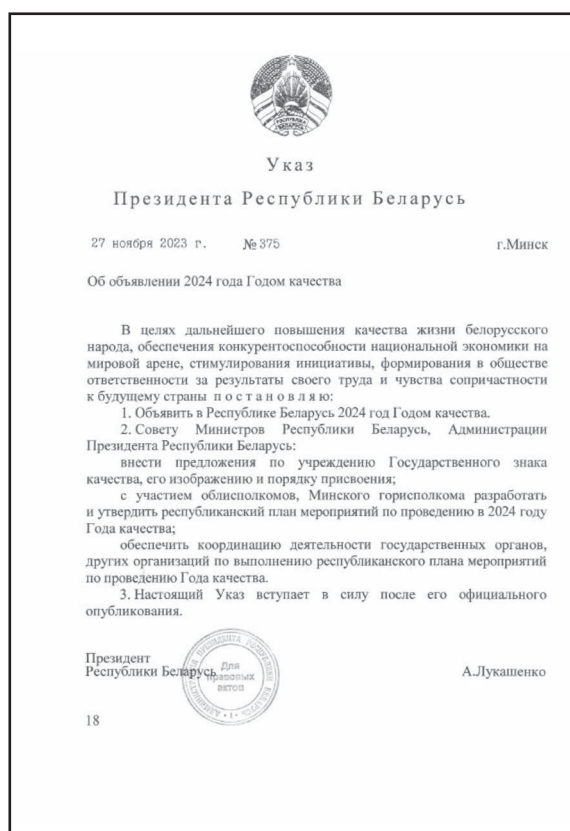 Указ
Президента Республики Беларусь
27 ноября 2023 г. № 375 г.Минск
Об объявлении 2024 года Годом качества
В целях дальнейшего повышения качества жизни белорусского
народа, обеспечения конкурентоспособности национальной экономики на
мировой арене, стимулирования инициативы, формирования в обществе
ответственности за результаты своего труда и чувства сопричастности
к будущему страны постановляю:
1. Объявить в Республике Беларусь 2024 год Годом качества.
2. Совету Министров Республики Беларусь, Администрации
Президента Республики Беларусь:
внести предложения по учреждению Государственного знака
качества, его изображению и порядку присвоения;
с участием облисполкомов, Минского горисполкома разработать
и утвердить республиканский план мероприятий по проведению в 2024 году
Года качества;
обеспечить координацию деятельности государственных органов,
других организаций по выполнению республиканского плана мероприятий
по проведению Года качества.
3. Настоящий Указ вступает в силу после его официального
опубликования.
Президент
Республики Беларусь А.Лукашенко
Для
правовых
актов
АДМИНИСТРАЦИЯ ПРЕЗИДЕНТА РЕСПУБЛИКИ БЕЛАРУСЬ
• 1 •
18